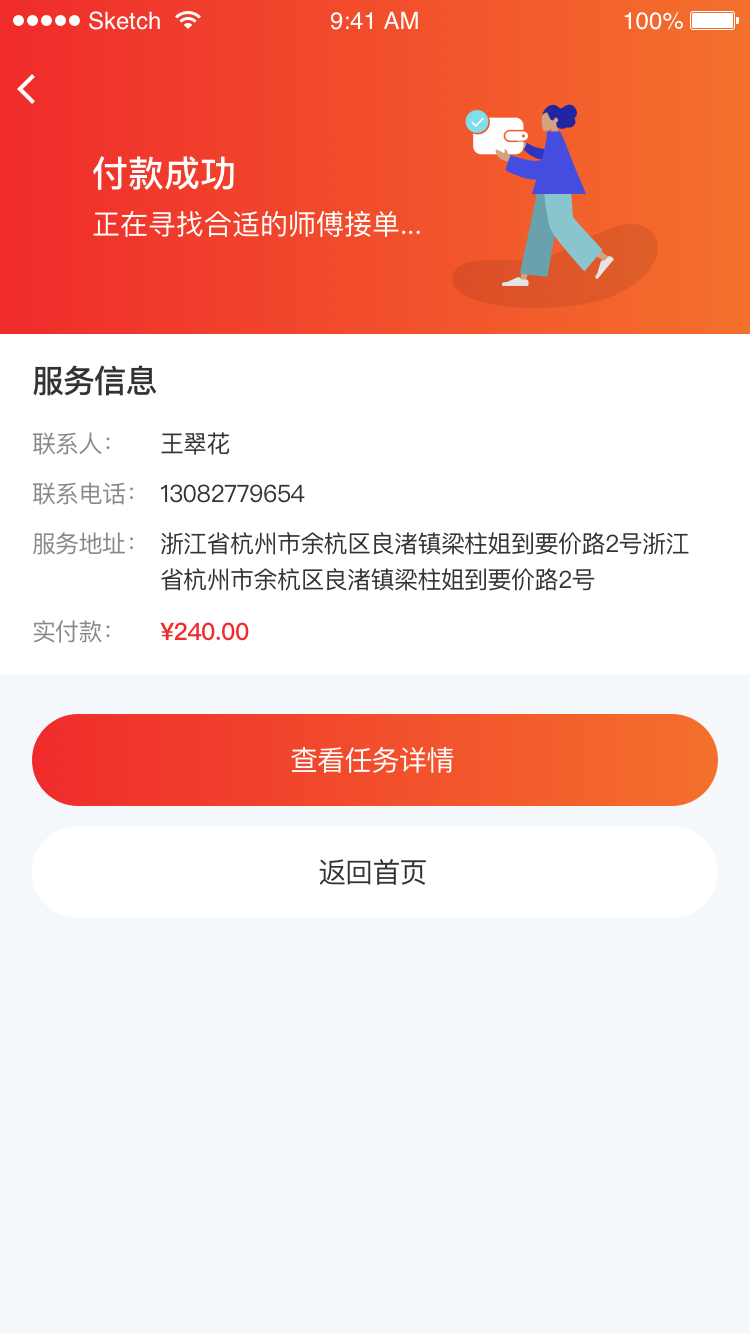 Sketch 9:41 AM 100%
付款成功
正在寻找合适的师傅接单...
服务信息
联系人: 王翠花
联系电话: 13082779654
服务地址: 浙江省杭州市余杭区良渚镇梁柱姐到要价路2号浙江
省杭州市余杭区良渚镇梁柱姐到要价路2号
实付款: ¥240.00
查看任务详情
返回首页